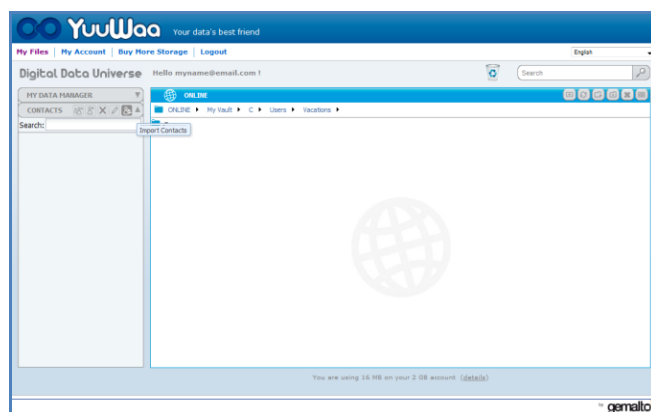 YuuWaa Your data's best friend
My Files | My Account | Buy More Storage | Logout
English
Digital Data Universe Hello myname@email.com !
Search
MY DATA MANAGER
ONLINE
CONTACTS
ONLINE My Vault C Users Vacations
Search:
Import Contacts
You are using 16 MB on your 2 GB account (details)
gemalto